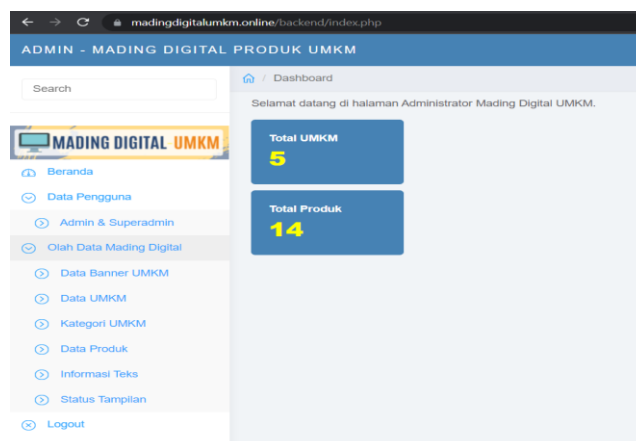 madingdigitalumkm.online/backend/index.php
ADMIN - MADING DIGITAL PRODUK UMKM
Search
/ Dashboard
Selamat datang di halaman Administrator Mading Digital UMKM.
MADING DIGITAL UMKM
Beranda
Data Pengguna
Admin & Superadmin
Olah Data Mading Digital
Data Banner UMKM
Data UMKM
Kategori UMKM
Data Produk
Informasi Teks
Status Tampilan
Logout
Total UMKM
5
Total Produk
14